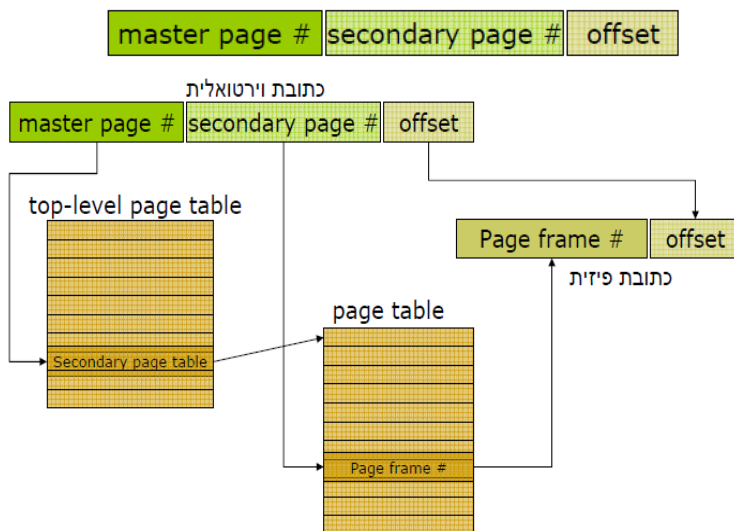 master page # secondary page # offset
כתובת וירטואלית
master page # secondary page # offset
top-level page table
Page frame # offset
כתובת פיזית
page table
Secondary page table
Page frame #